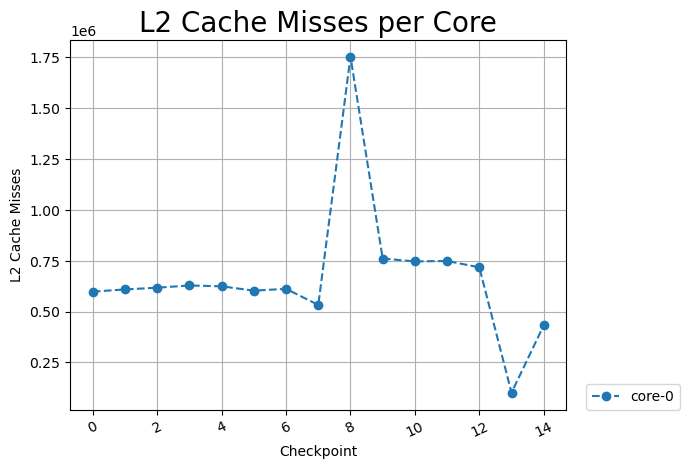 L2 Cache Misses per Core
1e6
1.75
1.50
1.25
1.00
0.75
0.50
0.25
L2 Cache Misses
0 2 4 6 8 10 12 14
Checkpoint
core-0